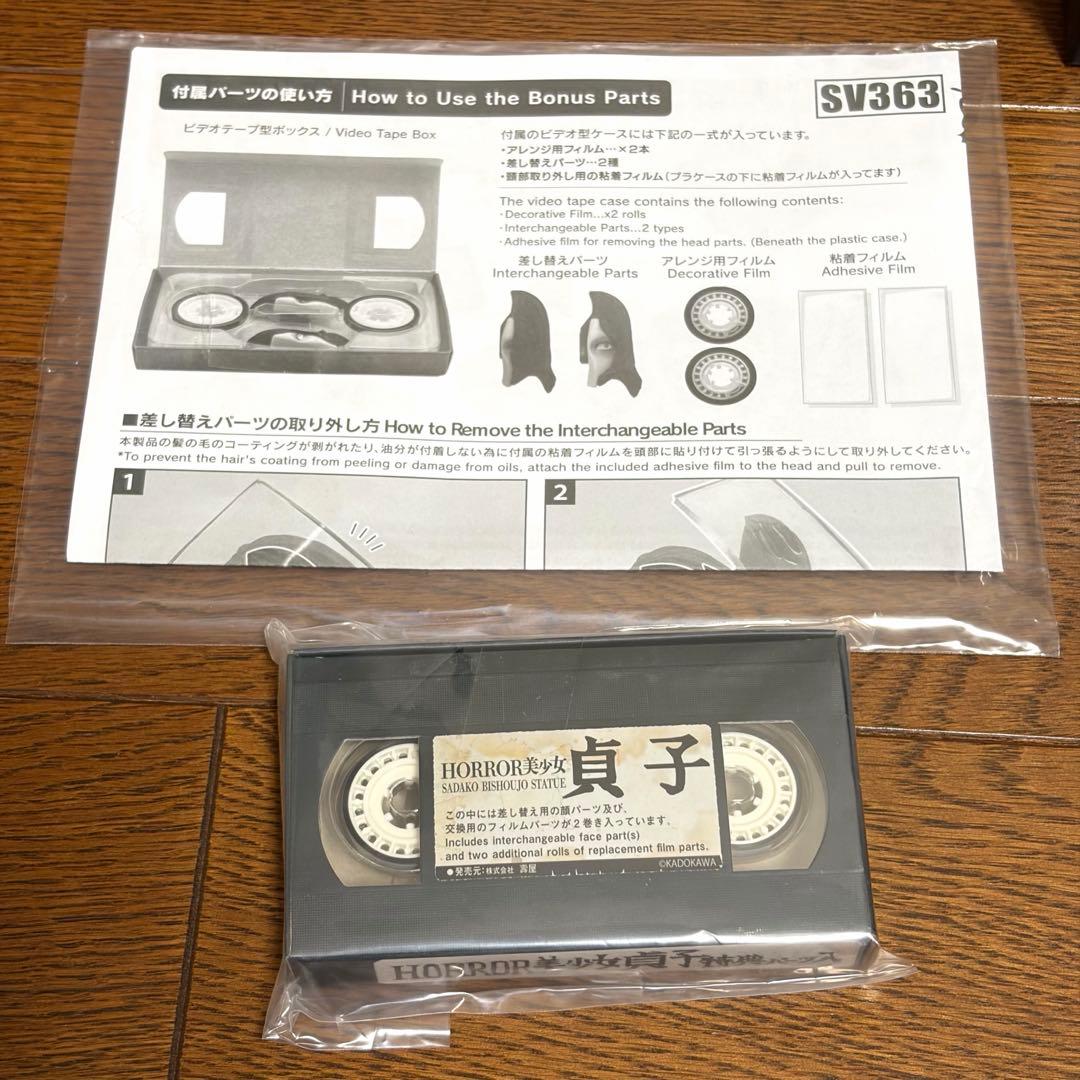 付属パーツの使い方 How to Use the Bonus Parts
SV363
ビデオテープ型ボックス / Video Tape Box
付属のビデオ型ケースには下記の一式が入っています。
・アレンジ用フィルム…×2本
・差し替えパーツ…2種
・頭部取り外し用の粘着フィルム(プラケースの下に粘着フィルムが入ってます)
The video tape case contains the following contents:
・Decorative Film...x2 rolls
・Interchangeable Parts...2 types
・Adhesive film for removing the head parts. (Beneath the plastic case.)
差し替えパーツ
Interchangeable Parts
アレンジ用フィルム
Decorative Film
粘着フィルム
Adhesive Film
■差し替えパーツの取り外し方 How to Remove the Interchangeable Parts
本製品の髪の毛のコーティングが剥がれたり、油分が付着しない為に付属の粘着フィルムを頭部に貼り付けて引っ張るようにして取り外してください。
*To prevent the hair's coating from peeling or damage from oils, attach the included adhesive film to the head and pull to remove.
1
2
HORROR美少女 貞子
SADAKO BISHOUJO STATUE
この中には差し替え用の顔パーツ及び、
交換用のフィルムパーツが2巻き入っています。
Includes interchangeable face part(s)
and two additional rolls of replacement film parts.
©KADOKAWA
●発売元:株式会社 壽屋
HORROR美少女貞子特典パーツ入